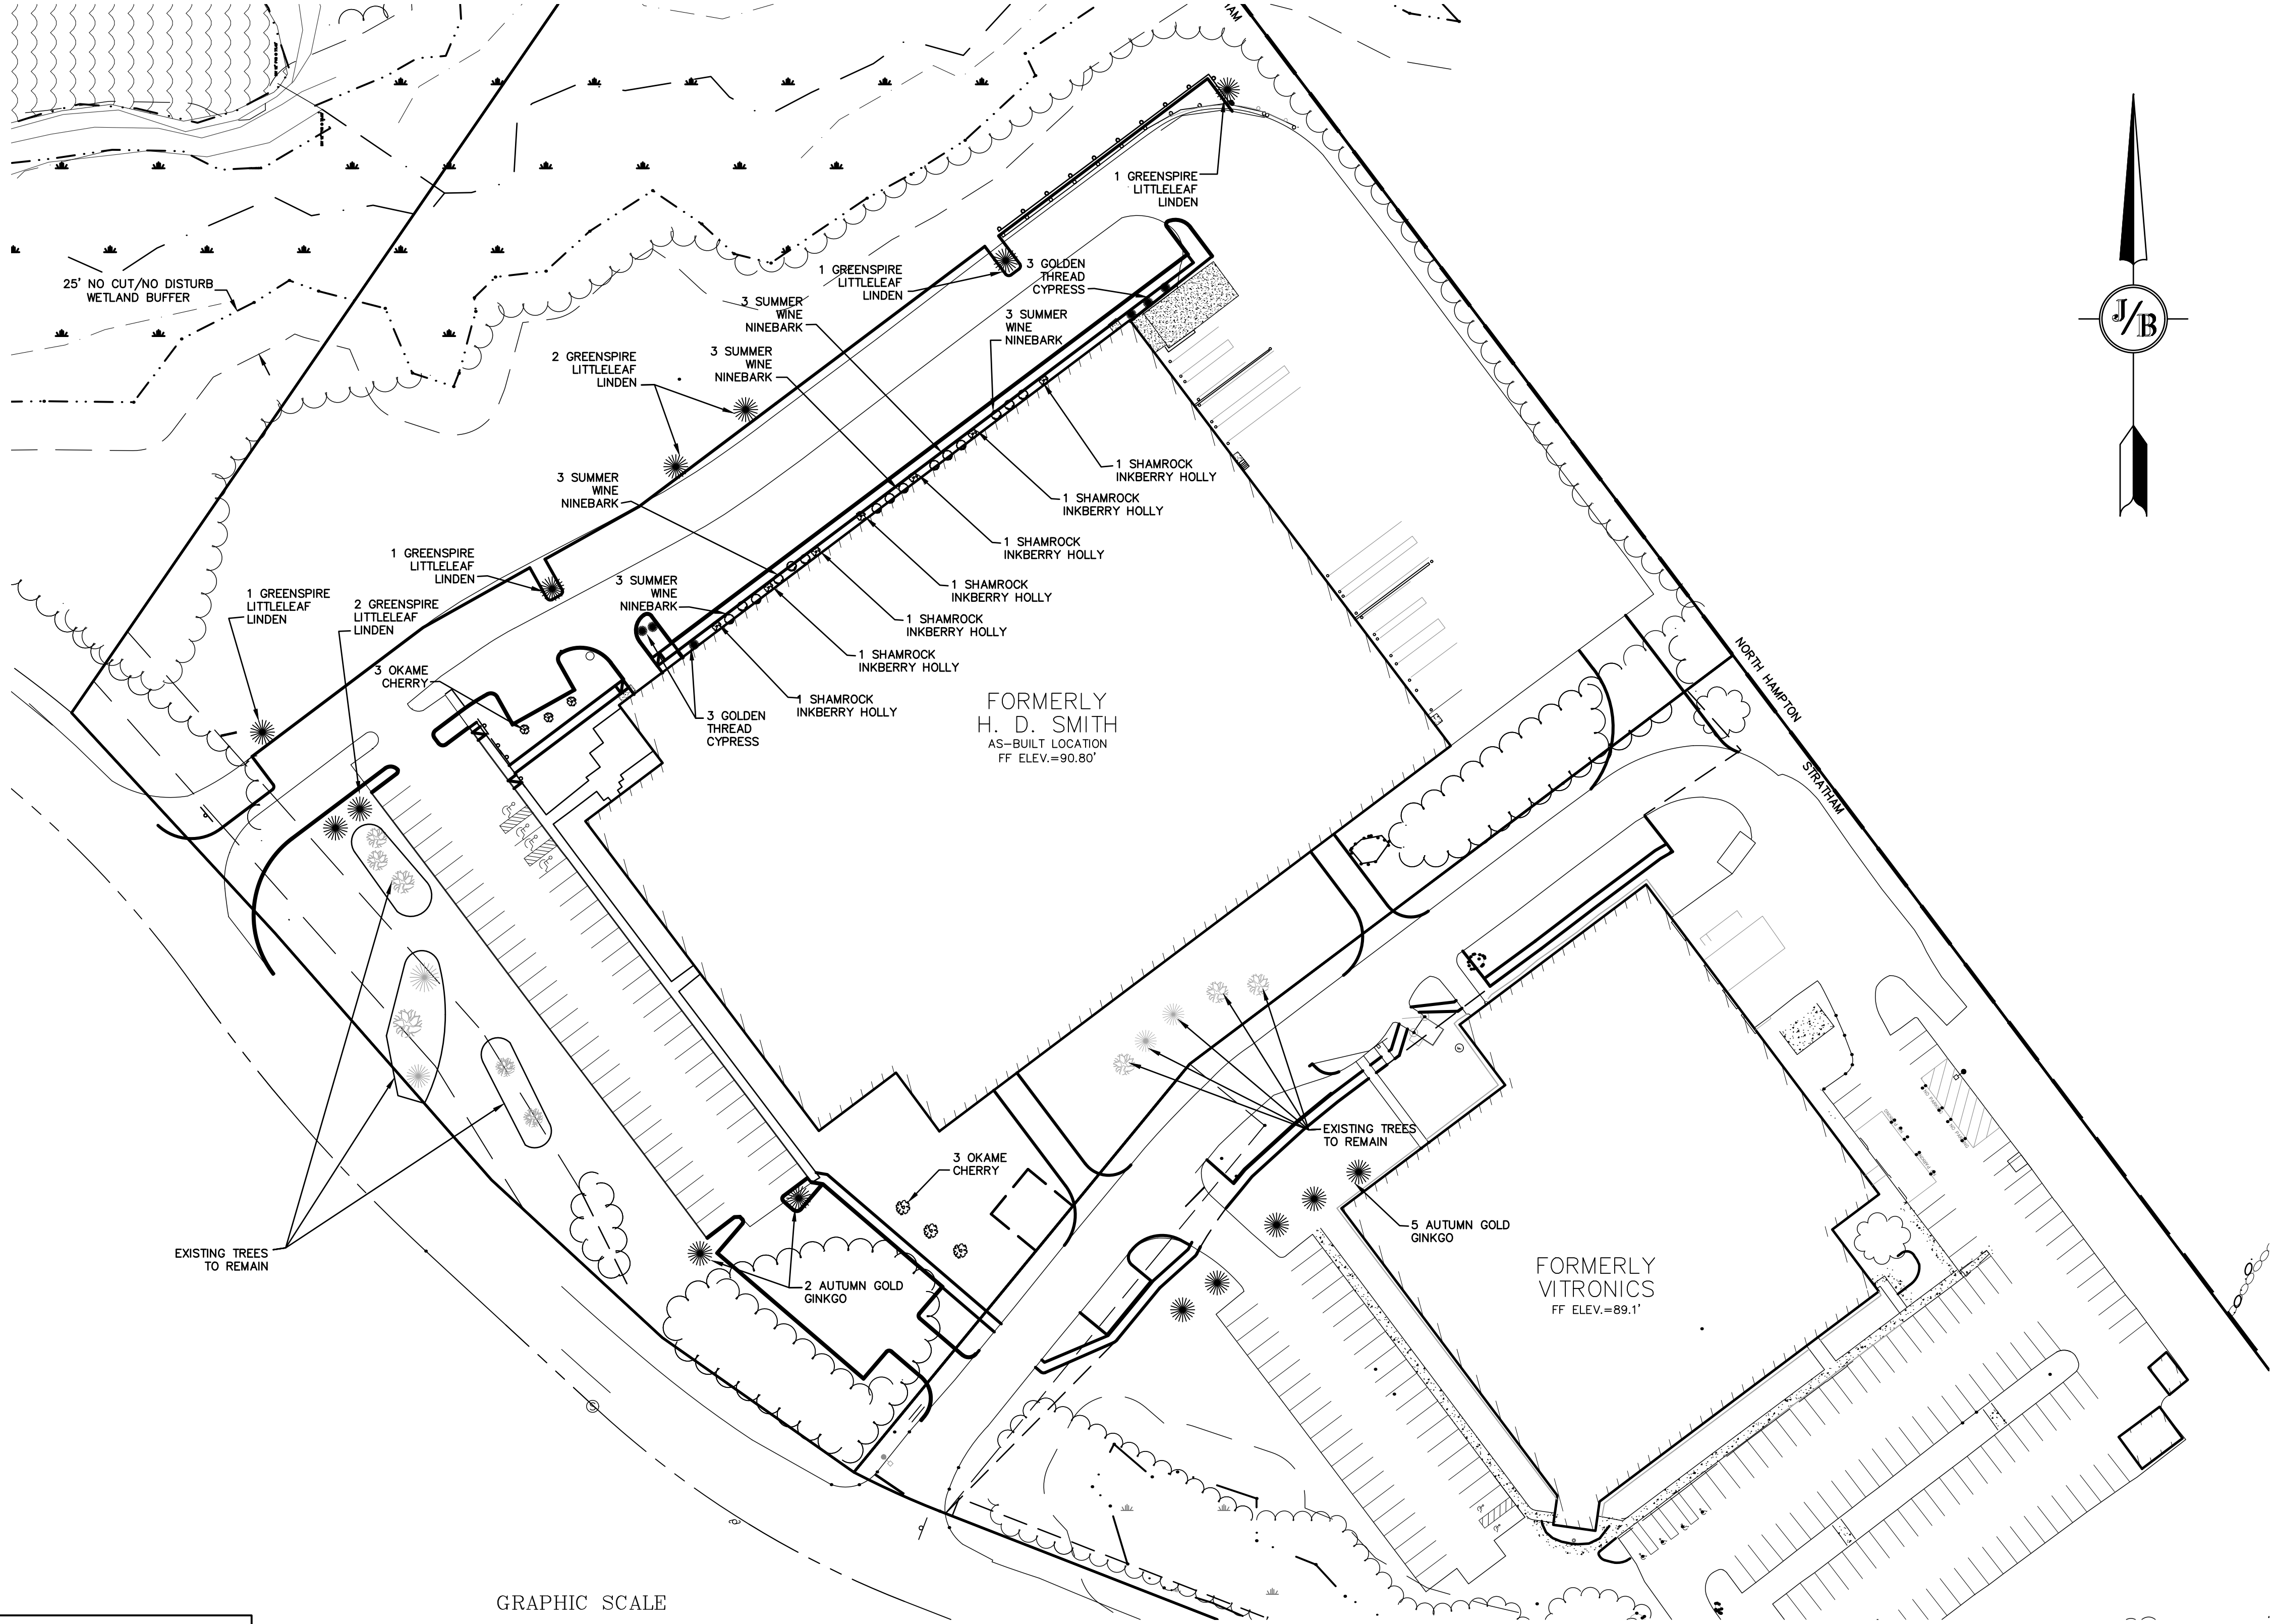 1 GREENSPIRE
LITTLELEAF
LINDEN
1 GREENSPIRE
LITTLELEAF
LINDEN
3 GOLDEN
THREAD
CYPRESS
25' NO CUT/NO DISTURB
WETLAND BUFFER
3 SUMMER
WINE
NINEBARK
3 SUMMER
WINE
NINEBARK
J/B
2 GREENSPIRE
LITTLELEAF
LINDEN
3 SUMMER
WINE
NINEBARK
1 SHAMROCK
INKBERRY HOLLY
3 SUMMER
WINE
NINEBARK
1 SHAMROCK
INKBERRY HOLLY
1 SHAMROCK
INKBERRY HOLLY
1 GREENSPIRE
LITTLELEAF
LINDEN
1 SHAMROCK
INKBERRY HOLLY
3 SUMMER
WINE
NINEBARK
1 GREENSPIRE
LITTLELEAF
LINDEN
2 GREENSPIRE
LITTLELEAF
LINDEN
1 SHAMROCK
INKBERRY HOLLY
1 SHAMROCK
INKBERRY HOLLY
3 OKAME
CHERRY
1 SHAMROCK
INKBERRY HOLLY
3 GOLDEN
THREAD
CYPRESS
NORTH HAMPTON
STRATHAM
FORMERLY
H. D. SMITH
AS-BUILT LOCATION
FF ELEV.=90.80'
EXISTING TREES
TO REMAIN
3 OKAME
CHERRY
5 AUTUMN GOLD
GINKGO
EXISTING TREES
TO REMAIN
2 AUTUMN GOLD
GINKGO
FORMERLY
VITRONICS
FF ELEV.=89.1'
NO PARKING
NO PARKING
S
GRAPHIC SCALE